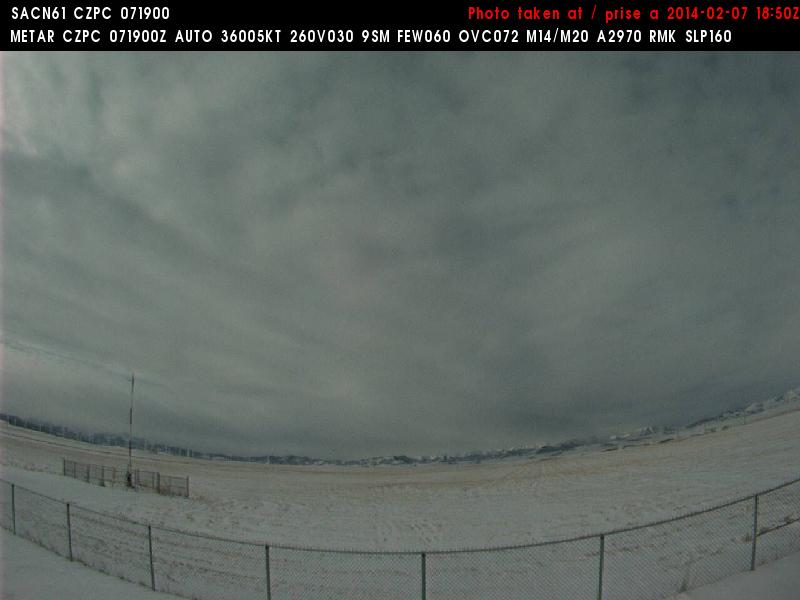 SACN61 CZPC 071900
Photo taken at / prise a 2014-02-07 18:50Z
METAR CZPC 071900Z AUTO 36005KT 260V030 9SM FEW060 OVC072 M14/M20 A2970 RMK SLP160